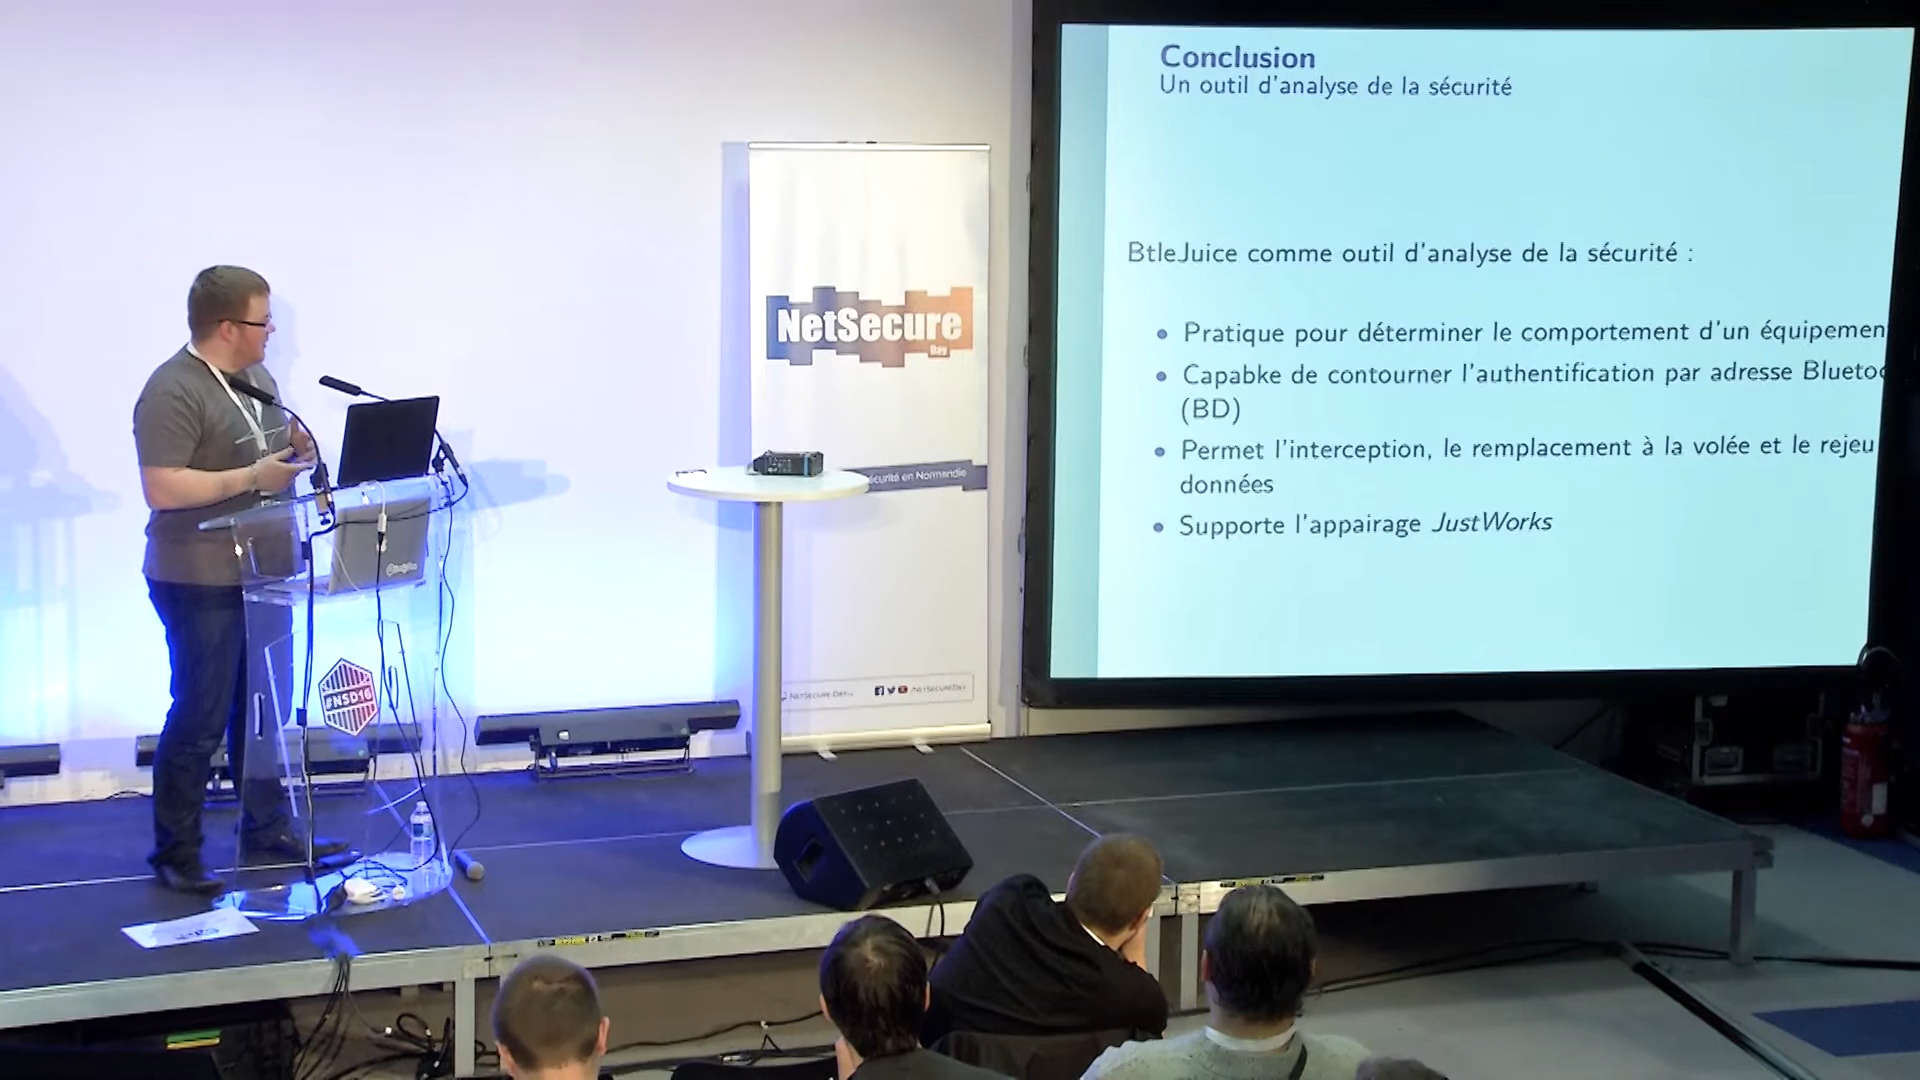 Conclusion
Un outil d'analyse de la sécurité
BtleJuice comme outil d'analyse de la sécurité :
Pratique pour déterminer le comportement d'un équipemen
Capabke de contourner l'authentification par adresse Bluetoo
(BD)
Permet l'interception, le remplacement à la volée et le rejeu
données
Supporte l'appairage JustWorks
NetSecure
Day
écurité en Normandie
/NETSECUREDAY
#NSD16